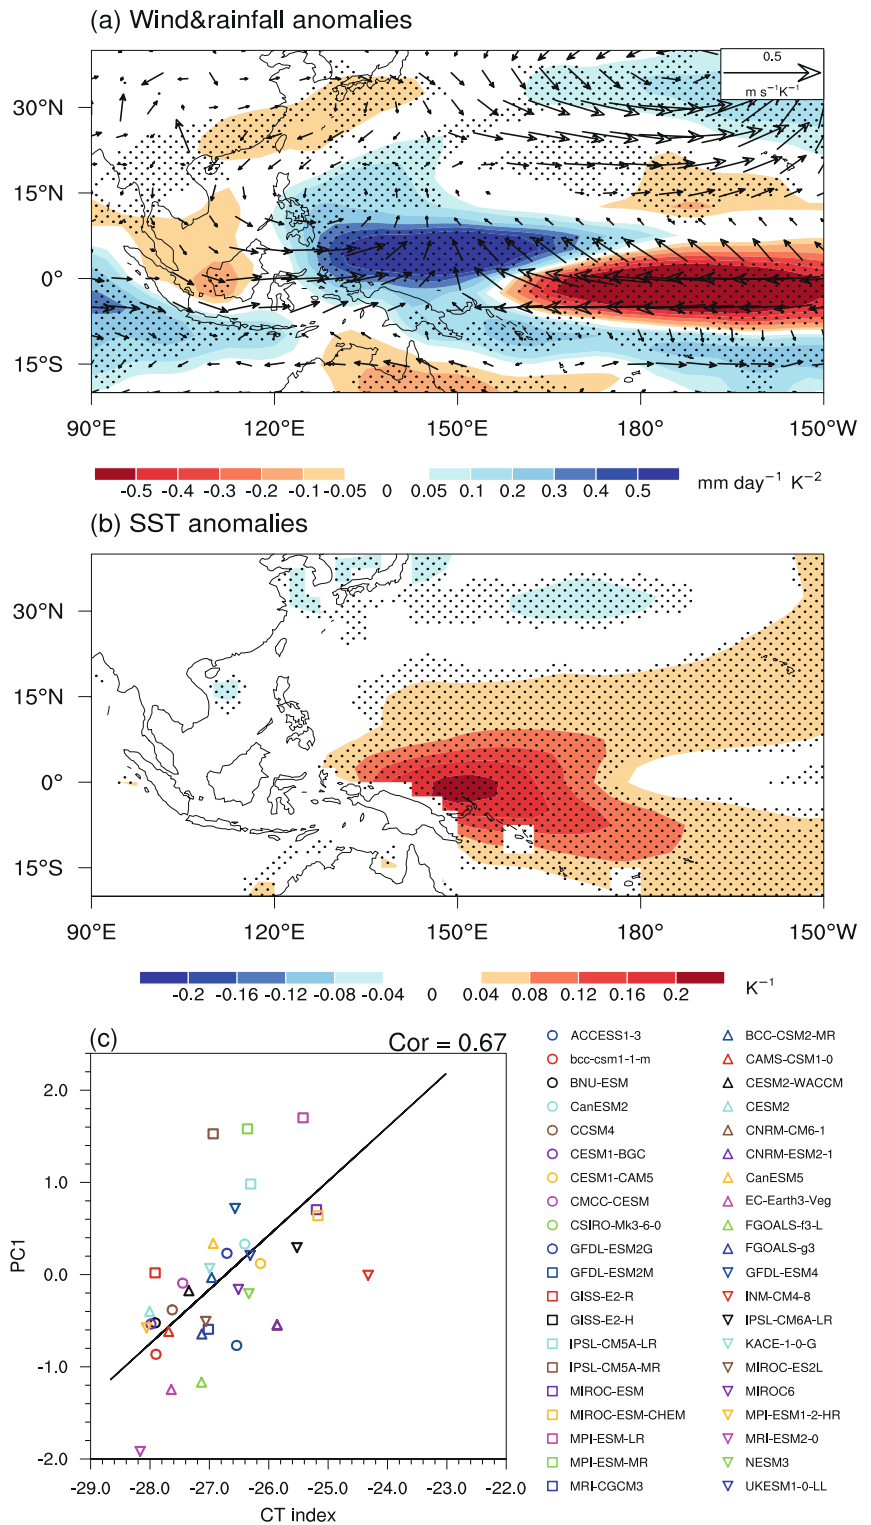 (a) Wind&rainfall anomalies
0.5
m s⁻¹K⁻¹
30°N
15°N
0°
15°S
90°E 120°E 150°E 180° 150°W
-0.5 -0.4 -0.3 -0.2 -0.1 -0.05 0 0.05 0.1 0.2 0.3 0.4 0.5 mm day⁻¹ K⁻²
(b) SST anomalies
30°N
15°N
0°
15°S
90°E 120°E 150°E 180° 150°W
-0.2 -0.16 -0.12 -0.08 -0.04 0 0.04 0.08 0.12 0.16 0.2 K⁻¹
(c) Cor = 0.67
2.0
1.0
0.0
-1.0
-2.0
PC1
-29.0 -28.0 -27.0 -26.0 -25.0 -24.0 -23.0 -22.0
CT index
ACCESS1-3
bcc-csm1-1-m
BNU-ESM
CanESM2
CCSM4
CESM1-BGC
CESM1-CAM5
CMCC-CESM
CSIRO-Mk3-6-0
GFDL-ESM2G
GFDL-ESM2M
GISS-E2-R
GISS-E2-H
IPSL-CM5A-LR
IPSL-CM5A-MR
MIROC-ESM
MIROC-ESM-CHEM
MPI-ESM-LR
MPI-ESM-MR
MRI-CGCM3
BCC-CSM2-MR
CAMS-CSM1-0
CESM2-WACCM
CESM2
CNRM-CM6-1
CNRM-ESM2-1
CanESM5
EC-Earth3-Veg
FGOALS-f3-L
FGOALS-g3
GFDL-ESM4
INM-CM4-8
IPSL-CM6A-LR
KACE-1-0-G
MIROC-ES2L
MIROC6
MPI-ESM1-2-HR
MRI-ESM2-0
NESM3
UKESM1-0-LL